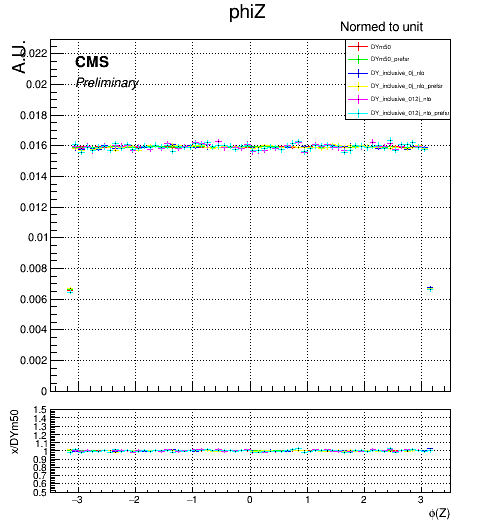 phiZ
Normed to unit
A.U.
CMS
Preliminary
DYm50
DYm50_prefsr
DY_inclusive_0j_nlo
DY_inclusive_0j_nlo_prefsr
DY_inclusive_012j_nlo
DY_inclusive_012j_nlo_prefsr
0.022
0.02
0.018
0.016
0.014
0.012
0.01
0.008
0.006
0.004
0.002
0
x/DYm50
1.5
1.4
1.3
1.2
1.1
1
0.9
0.8
0.7
0.6
0.5
−3 −2 −1 0 1 2 3
ϕ(Z)